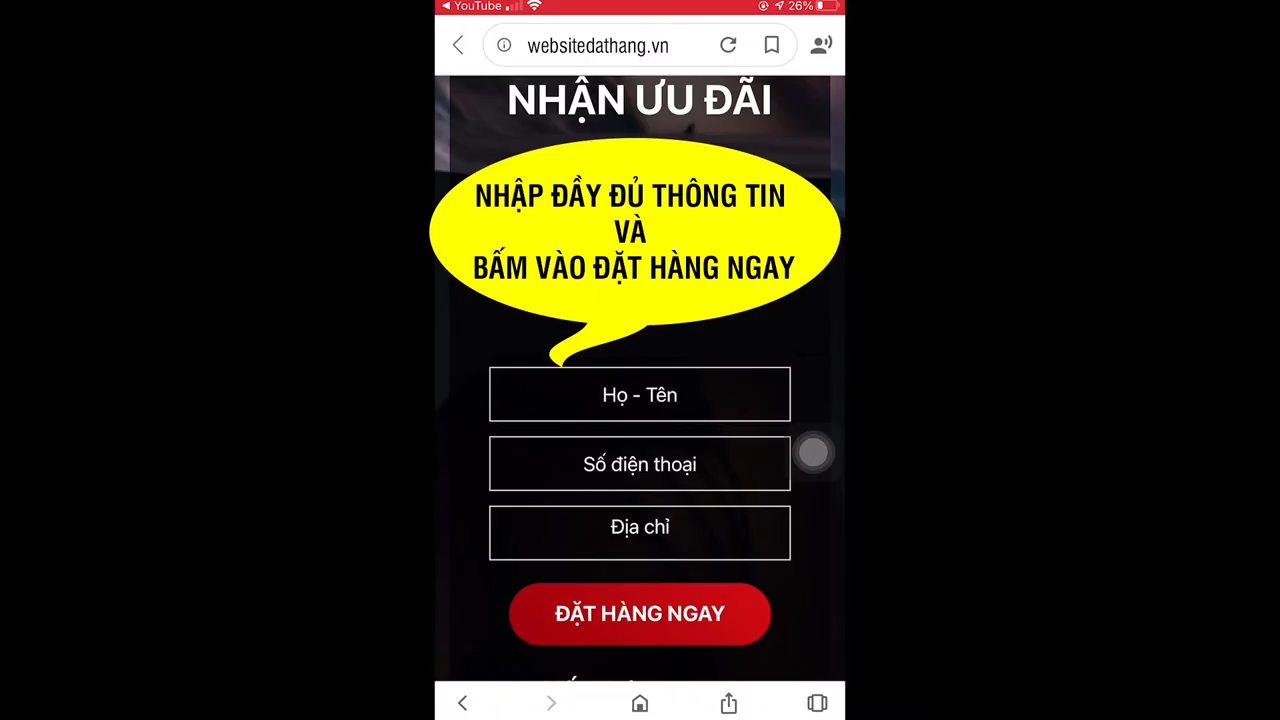 YouTube 26%
websitedathang.vn
NHẬN ƯU ĐÃI
NHẬP ĐẦY ĐỦ THÔNG TIN
VÀ
BẤM VÀO ĐẶT HÀNG NGAY
Họ - Tên
Số điện thoại
Địa chỉ
ĐẶT HÀNG NGAY